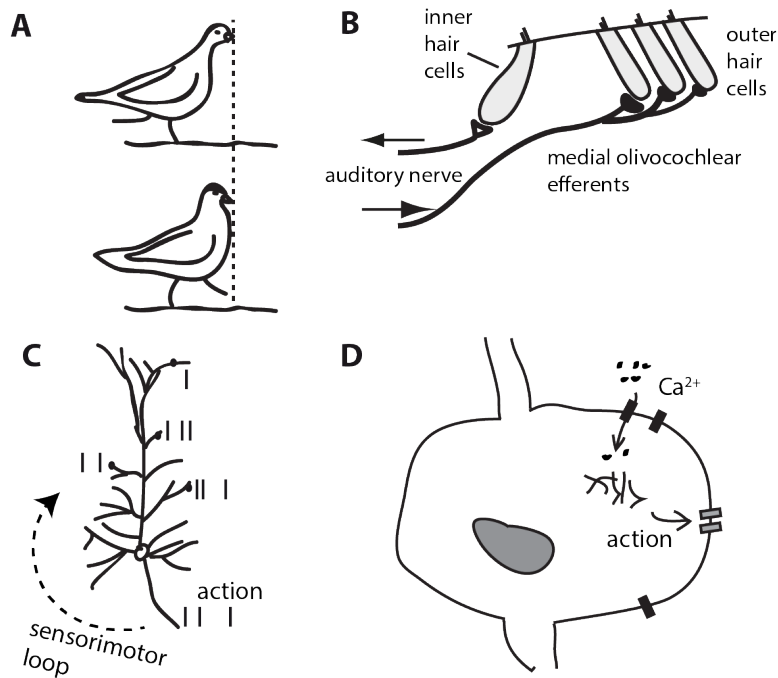 A
B
inner
hair
cells
outer
hair
cells
auditory nerve
medial olivocochlear
efferents
C
action
sensorimotor
loop
D
Ca²⁺
action